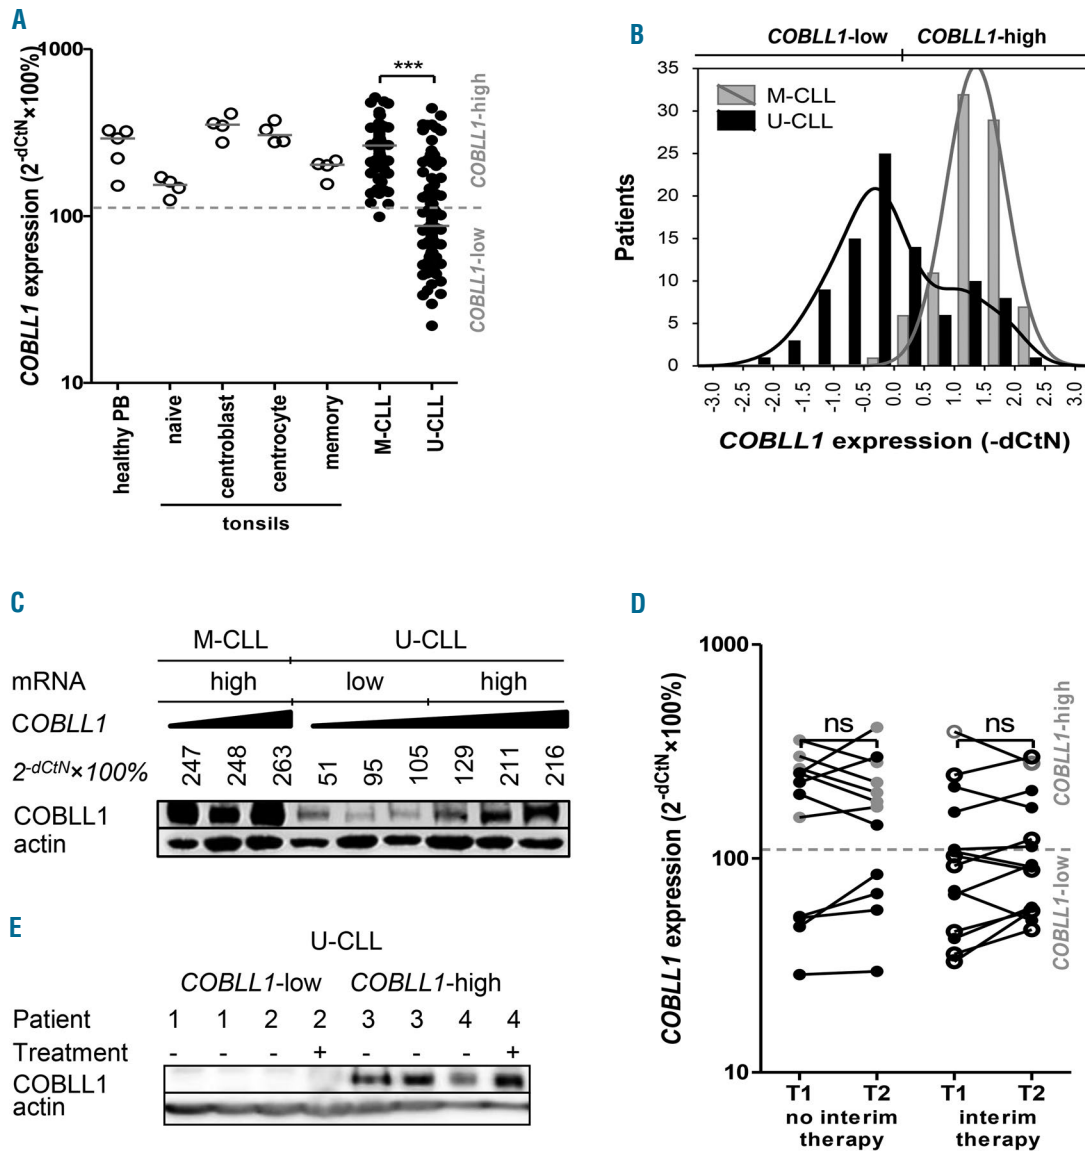 A
COBLL1 expression (2-dCtN×100%)
1000
100
10
***
COBLL1-high
COBLL1-low
healthy PB
naive
centroblast
centrocyte
memory
M-CLL
U-CLL
tonsils
B
COBLL1-low COBLL1-high
M-CLL
U-CLL
Patients
35
30
25
20
15
10
5
0
-3.0 -2.5 -2.0 -1.5 -1.0 -0.5 0.0 0.5 1.0 1.5 2.0 2.5 3.0
COBLL1 expression (-dCtN)
C
M-CLL U-CLL
mRNA high low high
COBLL1
2-dCtN×100% 247 248 263 51 95 105 129 211 216
COBLL1
actin
D
COBLL1 expression (2-dCtN×100%)
1000
100
10
ns ns
COBLL1-high
COBLL1-low
T1 T2 T1 T2
no interim therapy
interim therapy
E
U-CLL
COBLL1-low COBLL1-high
Patient 1 1 2 2 3 3 4 4
Treatment - - - + - - - +
COBLL1
actin